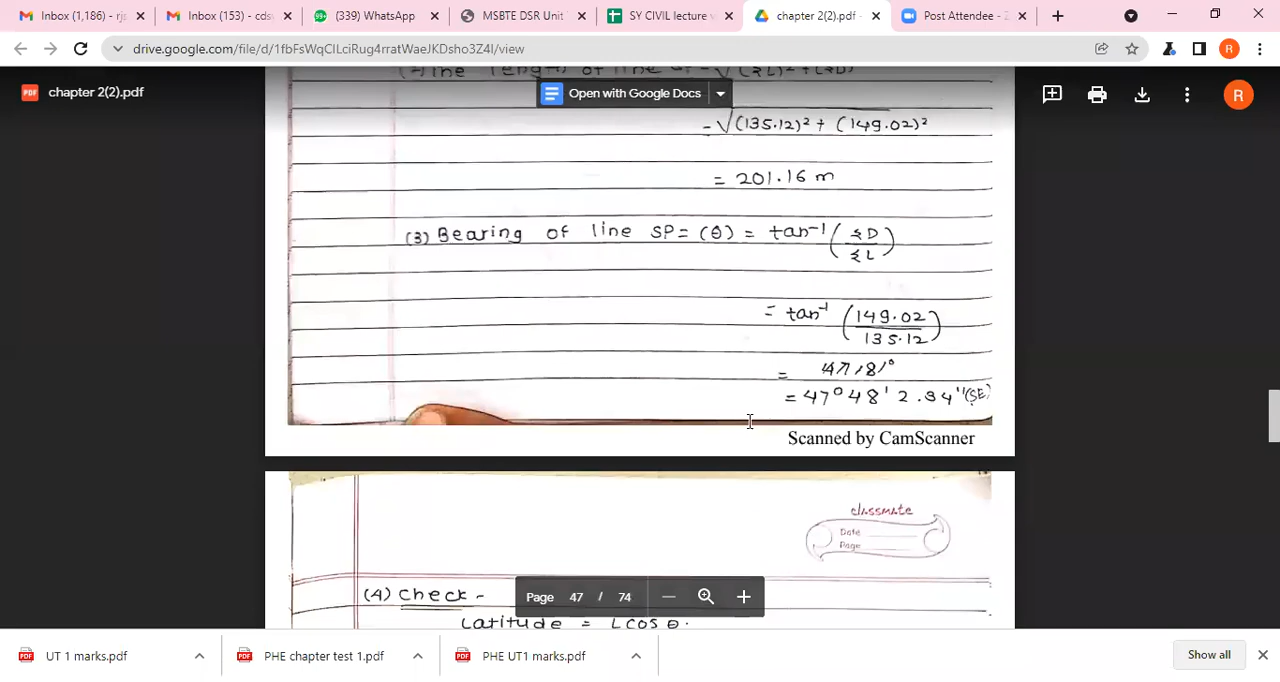 Inbox (1,186) - rjs
Inbox (153) - cds
(339) WhatsApp
MSBTE DSR Unit
SY CIVIL lecture
chapter 2(2).pdf -
Post Attendee - Z
drive.google.com/file/d/1fbFsWqCILciRug4rratWaeJKDsho3Z4l/view
R
PDF chapter 2(2).pdf
Open with Google Docs
R
= √(135.12)² + (149.02)²
= 201.16 m
(3) Bearing of line SP = (θ) = tan⁻¹ (ΣD/ΣL)
= tan⁻¹ (149.02/135.12)
= 47.81°
= 47° 48' 2.34" (SE)
Scanned by CamScanner
classmate
Date
Page
(4) Check -
Latitude = L cos θ.
Page 47 / 74
UT 1 marks.pdf
PHE chapter test 1.pdf
PHE UT1 marks.pdf
Show all